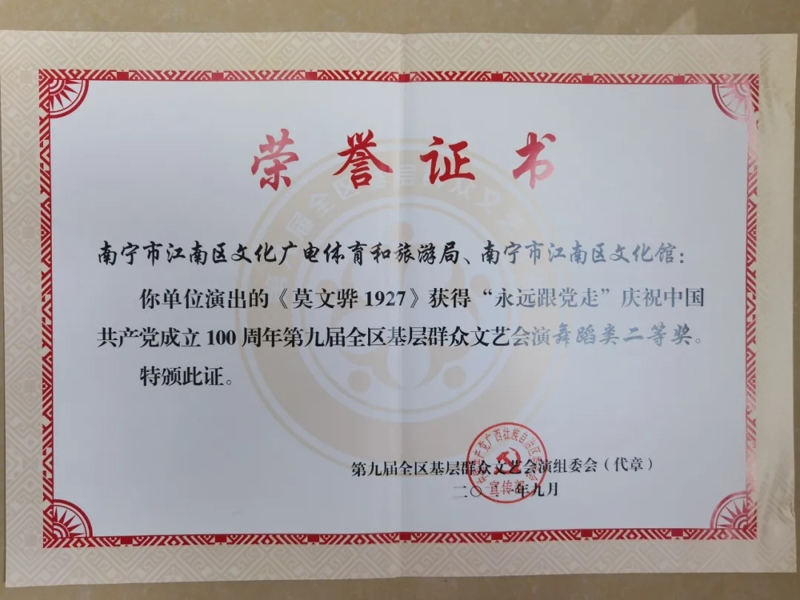 荣誉证书
南宁市江南区文化广电体育和旅游局、南宁市江南区文化馆：
你单位演出的《莫文骅1927》获得“永远跟党走”庆祝中国
共产党成立100周年第九届全区基层群众文艺会演舞蹈类二等奖。
特颁此证。
第九届全区基层群众文艺会演组委会（代章）
二〇 年九月
宣传部